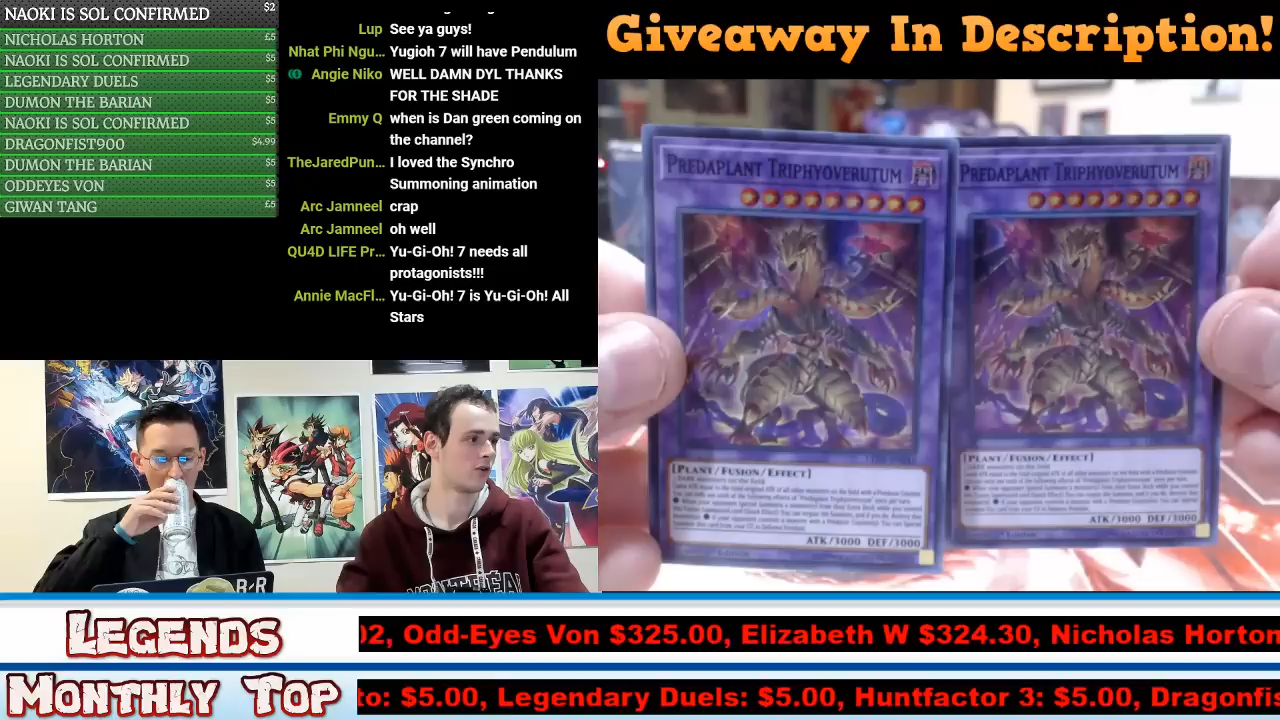 NAOKI IS SOL CONFIRMED $2
NICHOLAS HORTON £5
NAOKI IS SOL CONFIRMED $5
LEGENDARY DUELS $5
DUMON THE BARIAN $5
NAOKI IS SOL CONFIRMED $5
DRAGONFIST900 $4.99
DUMON THE BARIAN $5
ODDEYES VON $5
GIWAN TANG £5
Lup See ya guys!
Nhat Phi Ngu... Yugioh 7 will have Pendulum
Angie Niko WELL DAMN DYL THANKS
FOR THE SHADE
Emmy Q when is Dan green coming on
the channel?
TheJaredPun... I loved the Synchro
Summoning animation
Arc Jamneel crap
Arc Jamneel oh well
QU4D LIFE Pr... Yu-Gi-Oh! 7 needs all
protagonists!!!
Annie MacFl... Yu-Gi-Oh! 7 is Yu-Gi-Oh! All
Stars
Giveaway In Description!
PREDAPLANT TRIPHYOVERUTUM
[PLANT/FUSION/EFFECT]
ATK/3000 DEF/3000
PREDAPLANT TRIPHYOVERUTUM
[PLANT/FUSION/EFFECT]
ATK/3000 DEF/3000
LEGENDS
02, Odd-Eyes Von $325.00, Elizabeth W $324.30, Nicholas Horton
MONTHLY TOP
to: $5.00, Legendary Duels: $5.00, Huntfactor 3: $5.00, Dragonfis